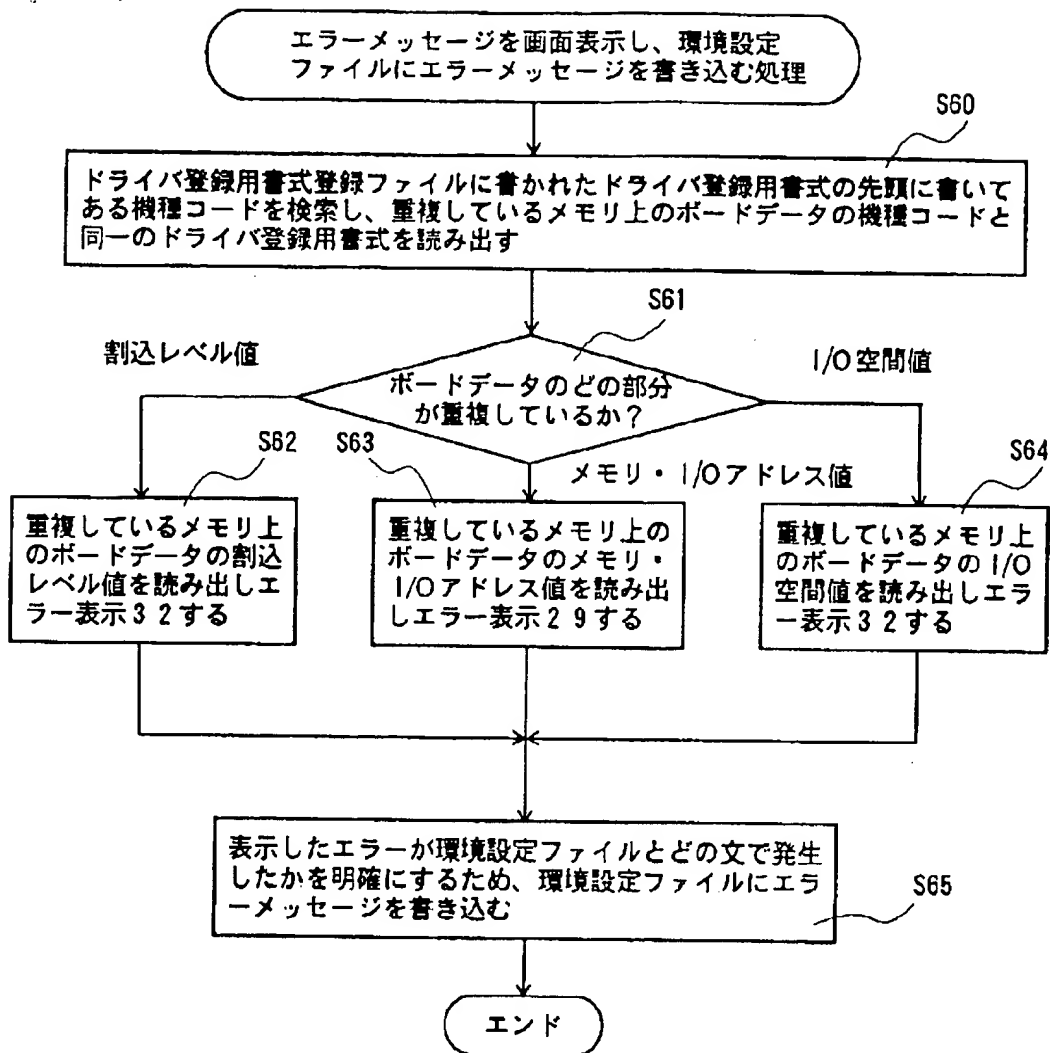 エラーメッセージを画面表示し、環境設定
ファイルにエラーメッセージを書き込む処理
S60
ドライバ登録用書式登録ファイルに書かれたドライバ登録用書式の先頭に書いて
ある機種コードを検索し、重複しているメモリ上のボードデータの機種コードと
同一のドライバ登録用書式を読み出す
S61
割込レベル値
I/O空間値
ボードデータのどの部分
が重複しているか？
S62
S63
メモリ・I/Oアドレス値
S64
重複しているメモリ上
のボードデータの割込
レベル値を読み出しエ
ラー表示32する
重複しているメモリ上の
ボードデータのメモリ・
I/Oアドレス値を読み出
しエラー表示29する
重複しているメモリ上
のボードデータのI/O
空間値を読み出しエラ
ー表示32する
表示したエラーが環境設定ファイルとどの文で発生
したかを明確にするため、環境設定ファイルにエラ
ーメッセージを書き込む
S65
エンド